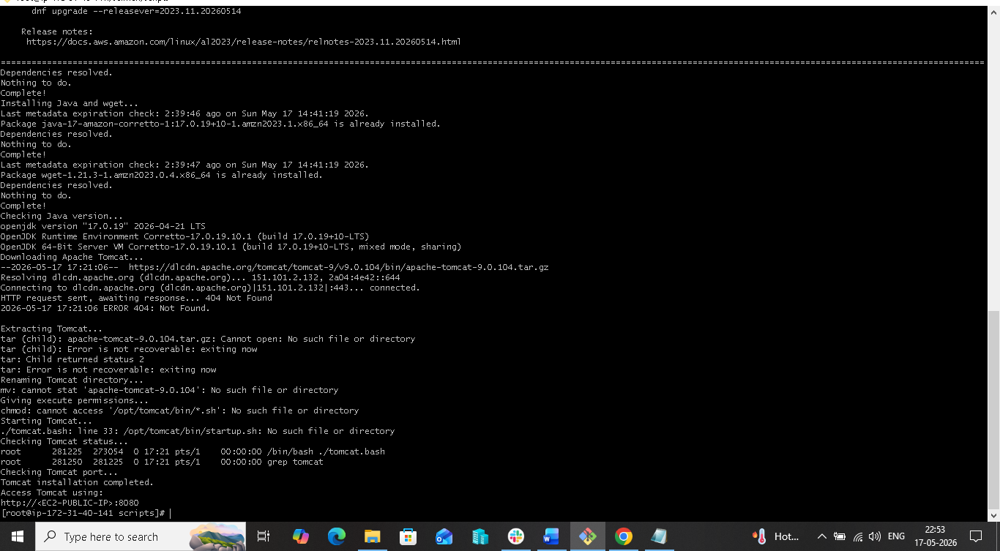 dnf upgrade --releasever=2023.11.20260514
Release notes:
https://docs.aws.amazon.com/linux/al2023/release-notes/relnotes-2023.11.20260514.html
================================================================================================================================================================================================
Dependencies resolved.
Nothing to do.
Complete!
Installing Java and wget...
Last metadata expiration check: 2:39:46 ago on Sun May 17 14:41:19 2026.
Package java-17-amazon-corretto-1:17.0.19+10-1.amzn2023.1.x86_64 is already installed.
Dependencies resolved.
Nothing to do.
Complete!
Last metadata expiration check: 2:39:47 ago on Sun May 17 14:41:19 2026.
Package wget-1.21.3-1.amzn2023.0.4.x86_64 is already installed.
Dependencies resolved.
Nothing to do.
Complete!
Checking Java version...
openjdk version "17.0.19" 2026-04-21 LTS
OpenJDK Runtime Environment Corretto-17.0.19.10.1 (build 17.0.19+10-LTS)
OpenJDK 64-Bit Server VM Corretto-17.0.19.10.1 (build 17.0.19+10-LTS, mixed mode, sharing)
Downloading Apache Tomcat...
--2026-05-17 17:21:06--  https://dlcdn.apache.org/tomcat/tomcat-9/v9.0.104/bin/apache-tomcat-9.0.104.tar.gz
Resolving dlcdn.apache.org (dlcdn.apache.org)... 151.101.2.132, 2a04:4e42::644
Connecting to dlcdn.apache.org (dlcdn.apache.org)|151.101.2.132|:443... connected.
HTTP request sent, awaiting response... 404 Not Found
2026-05-17 17:21:06 ERROR 404: Not Found.
Extracting Tomcat...
tar (child): apache-tomcat-9.0.104.tar.gz: Cannot open: No such file or directory
tar (child): Error is not recoverable: exiting now
tar: Child returned status 2
tar: Error is not recoverable: exiting now
Renaming Tomcat directory...
mv: cannot stat 'apache-tomcat-9.0.104': No such file or directory
Giving execute permissions...
chmod: cannot access '/opt/tomcat/bin/*.sh': No such file or directory
Starting Tomcat...
./tomcat.bash: line 33: /opt/tomcat/bin/startup.sh: No such file or directory
Checking Tomcat status...
root      281225  273054  0 17:21 pts/1    00:00:00 /bin/bash ./tomcat.bash
root      281250  281225  0 17:21 pts/1    00:00:00 grep tomcat
Checking Tomcat port...
Tomcat installation completed.
Access Tomcat using:
http://<EC2-PUBLIC-IP>:8080
[root@ip-172-31-40-141 scripts]#
Type here to search
Hot...
ENG
22:53
17-05-2026